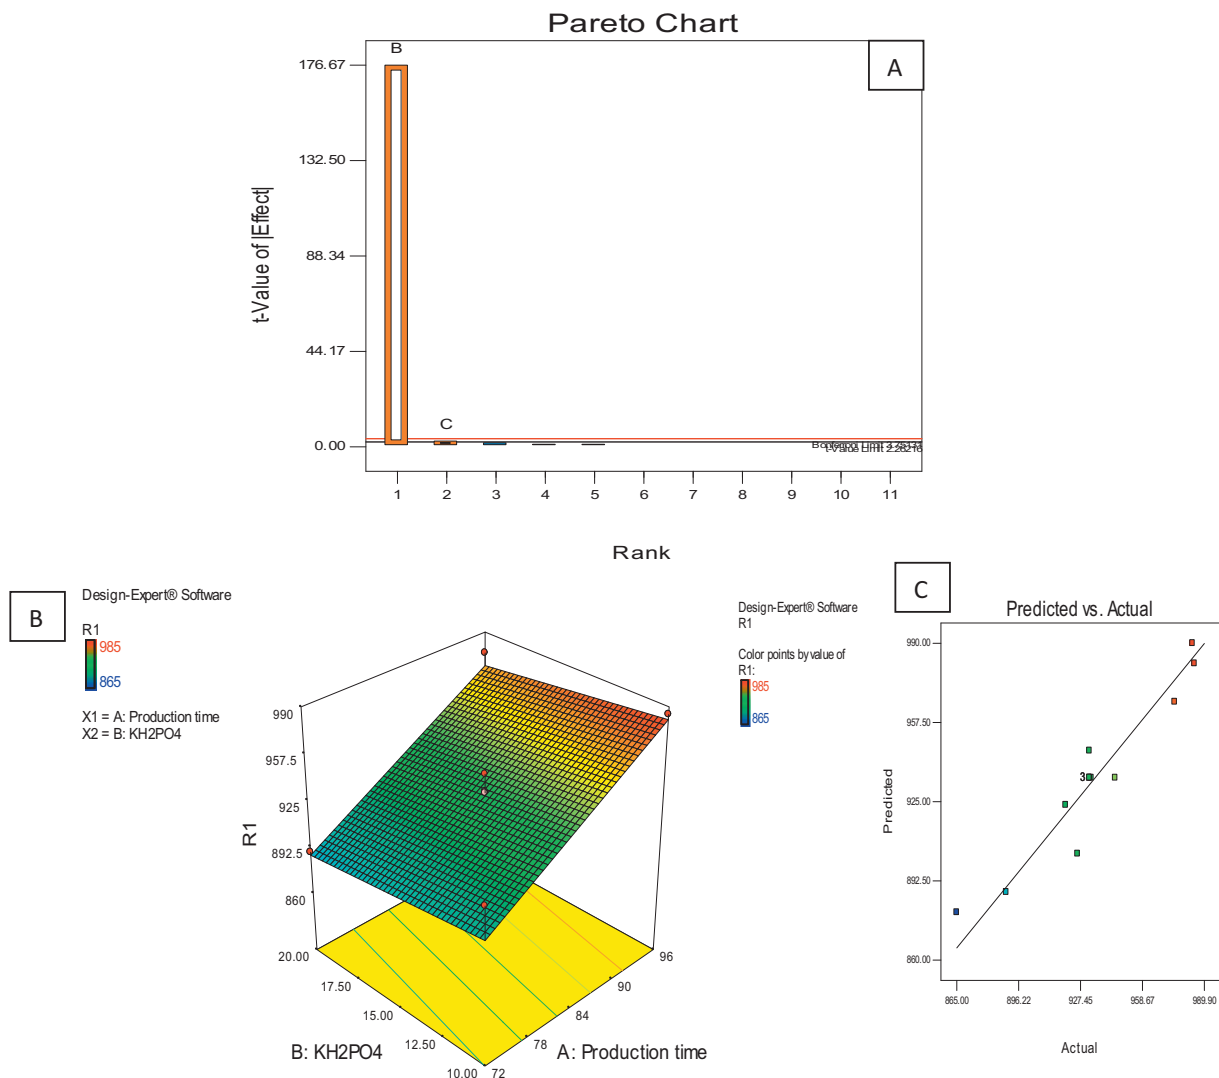 Pareto Chart
A
B
C
t-Value of |Effect|
176.67
132.50
88.34
44.17
0.00
Bonferroni Limit
t-Value Limit
1 2 3 4 5 6 7 8 9 10 11
Rank
B
Design-Expert® Software
R1
985
865
X1 = A: Production time
X2 = B: KH2PO4
R1
990
957.5
925
892.5
860
20.00
17.50
15.00
12.50
10.00
72
78
84
90
96
B: KH2PO4
A: Production time
Design-Expert® Software
R1
Color points by value of
R1:
985
865
C
Predicted vs. Actual
Predicted
990.00
957.50
925.00
892.50
860.00
3
865.00 896.22 927.45 958.67 989.90
Actual